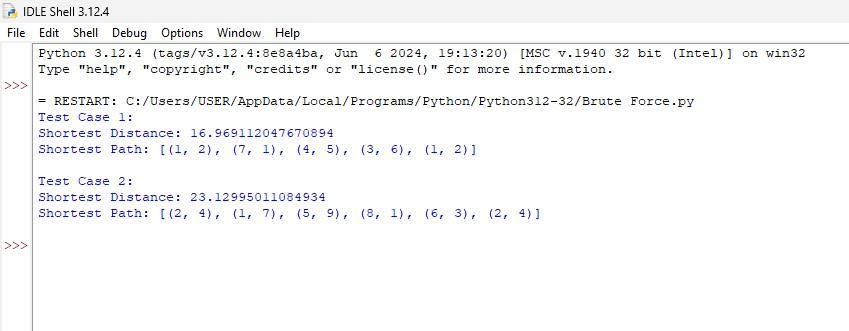 IDLE Shell 3.12.4
File Edit Shell Debug Options Window Help
Python 3.12.4 (tags/v3.12.4:8e8a4ba, Jun  6 2024, 19:13:20) [MSC v.1940 32 bit (Intel)] on win32
Type "help", "copyright", "credits" or "license()" for more information.
>>>
= RESTART: C:/Users/USER/AppData/Local/Programs/Python/Python312-32/Brute Force.py
Test Case 1:
Shortest Distance: 16.969112047670894
Shortest Path: [(1, 2), (7, 1), (4, 5), (3, 6), (1, 2)]
Test Case 2:
Shortest Distance: 23.12995011084934
Shortest Path: [(2, 4), (1, 7), (5, 9), (8, 1), (6, 3), (2, 4)]
>>>